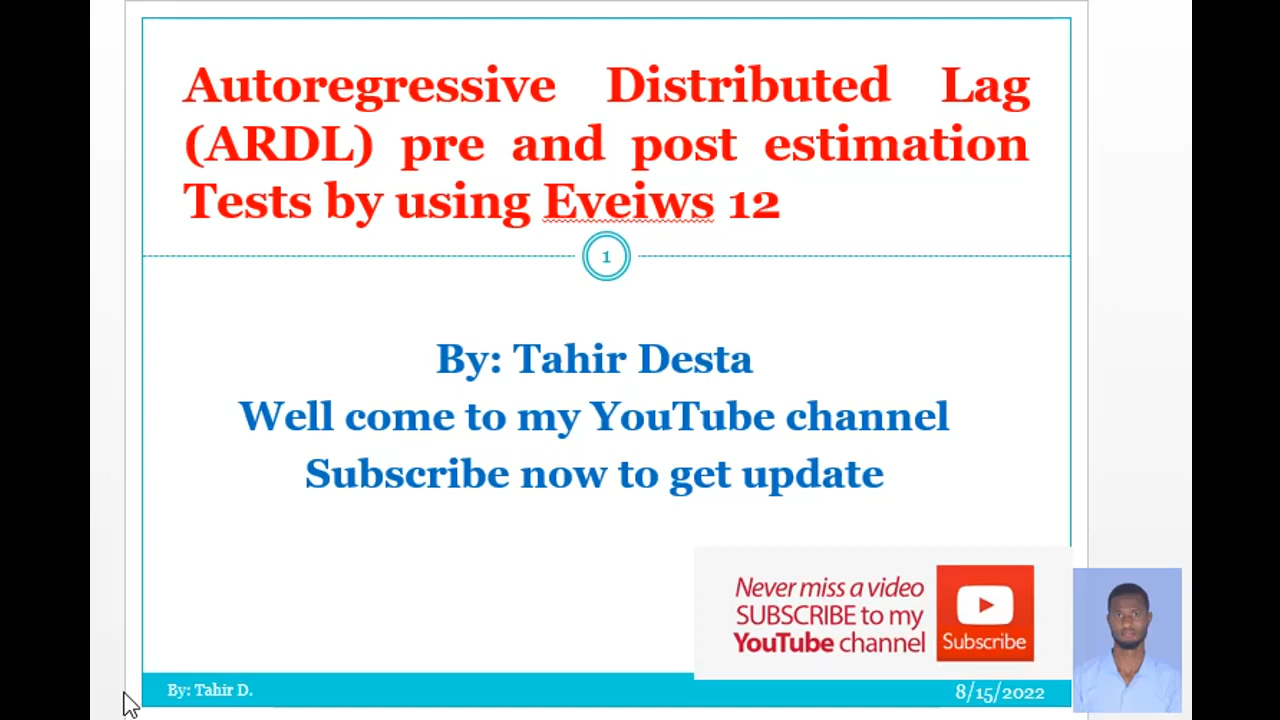 Autoregressive Distributed Lag
(ARDL) pre and post estimation
Tests by using Eveiws 12
1
By: Tahir Desta
Well come to my YouTube channel
Subscribe now to get update
Never miss a video
SUBSCRIBE to my
YouTube channel
Subscribe
By: Tahir D.
8/15/2022